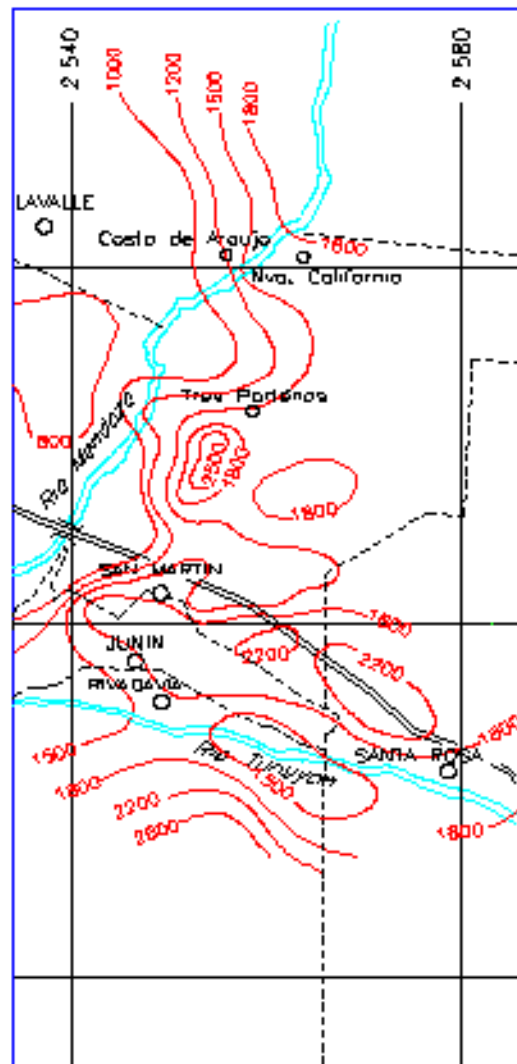 2 540
2 580
1000
1200
1500
1800
LAVALLE
Costa de Araujo
1800
Nva. California
Tres Porteñas
800
Rio Mendoza
2500
1800
1800
SAN MARTIN
1800
JUNIN
2200
2200
RIVADAVIA
1800
1500
Rio Tunuyan
SANTA ROSA
1800
1500
2200
1800
2600